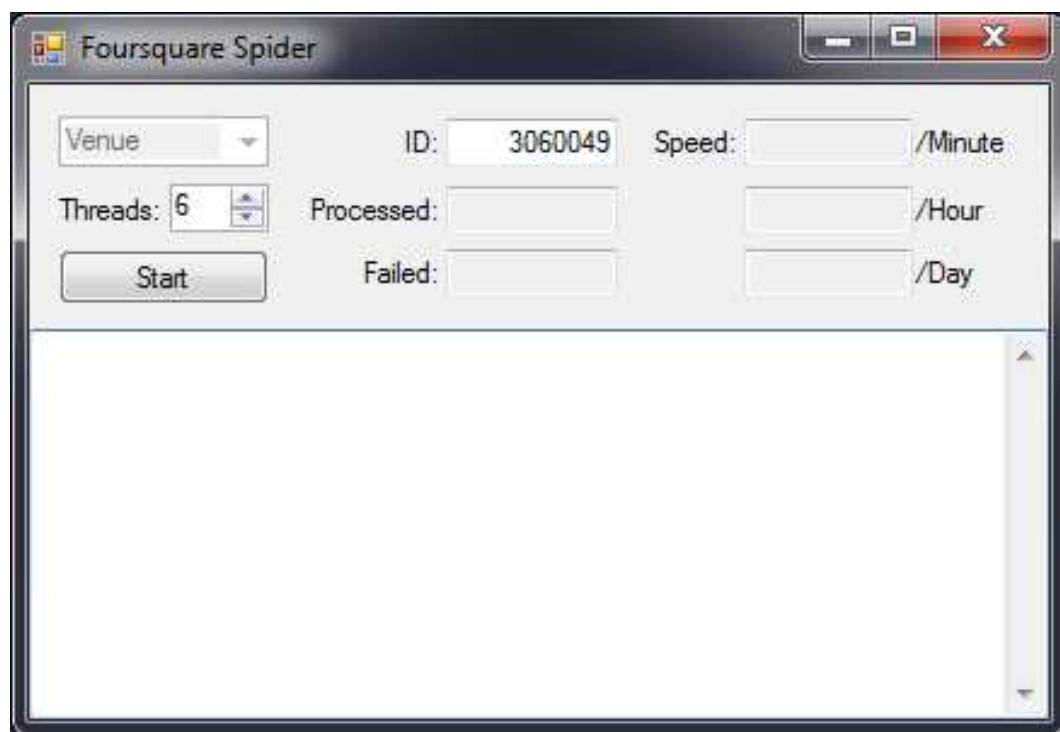 Foursquare Spider
Venue ID: 3060049 Speed: /Minute
Threads: 6 Processed: /Hour
Start Failed: /Day